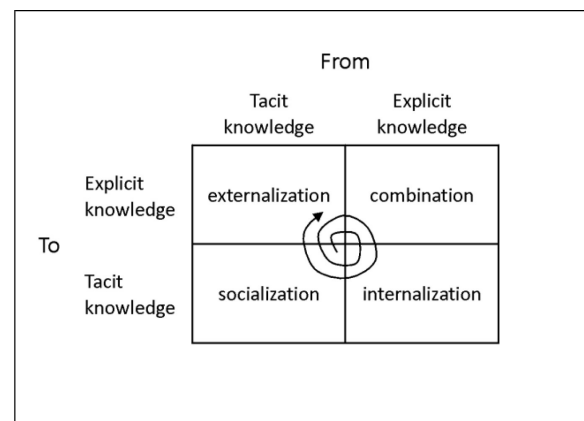 From
Tacit
knowledge
Explicit
knowledge
Explicit
knowledge
externalization
combination
To
Tacit
knowledge
socialization
internalization